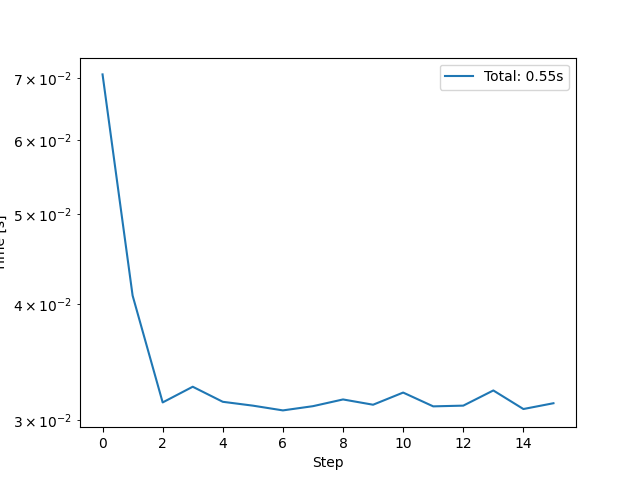 Total: 0.55s
7 × 10⁻²
6 × 10⁻²
5 × 10⁻²
4 × 10⁻²
3 × 10⁻²
[s]
0 2 4 6 8 10 12 14
Step